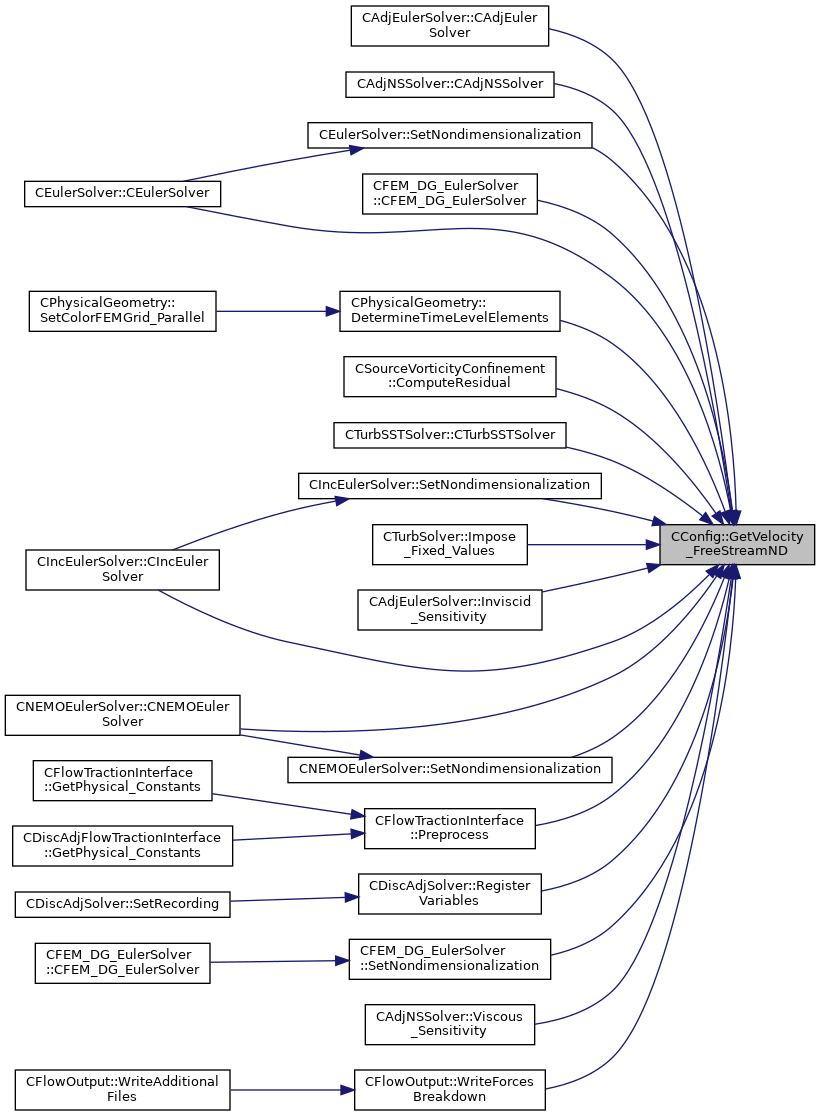 CAdjEulerSolver::CAdjEuler
Solver
CAdjNSSolver::CAdjNSSolver
CEulerSolver::SetNondimensionalization
CEulerSolver::CEulerSolver
CFEM_DG_EulerSolver
::CFEM_DG_EulerSolver
CPhysicalGeometry::
SetColorFEMGrid_Parallel
CPhysicalGeometry::
DetermineTimeLevelElements
CSourceVorticityConfinement
::ComputeResidual
CTurbSSTSolver::CTurbSSTSolver
CIncEulerSolver::SetNondimensionalization
CConfig::GetVelocity
_FreeStreamND
CTurbSolver::Impose
_Fixed_Values
CIncEulerSolver::CIncEuler
Solver
CAdjEulerSolver::Inviscid
_Sensitivity
CNEMOEulerSolver::CNEMOEuler
Solver
CNEMOEulerSolver::SetNondimensionalization
CFlowTractionInterface
::GetPhysical_Constants
CFlowTractionInterface
::Preprocess
CDiscAdjFlowTractionInterface
::GetPhysical_Constants
CDiscAdjSolver::Register
Variables
CDiscAdjSolver::SetRecording
CFEM_DG_EulerSolver
::CFEM_DG_EulerSolver
CFEM_DG_EulerSolver
::SetNondimensionalization
CAdjNSSolver::Viscous
_Sensitivity
CFlowOutput::WriteAdditional
Files
CFlowOutput::WriteForces
Breakdown